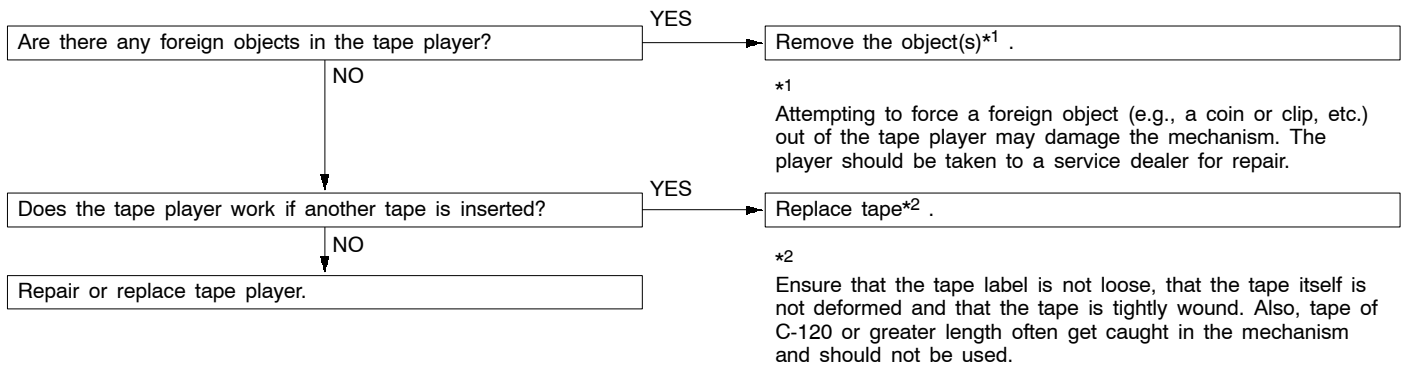 YES
Are there any foreign objects in the tape player?
Remove the object(s)*1 .
NO
*1
Attempting to force a foreign object (e.g., a coin or clip, etc.)
out of the tape player may damage the mechanism. The
player should be taken to a service dealer for repair.
YES
Does the tape player work if another tape is inserted?
Replace tape*2 .
NO
*2
Repair or replace tape player.
Ensure that the tape label is not loose, that the tape itself is
not deformed and that the tape is tightly wound. Also, tape of
C-120 or greater length often get caught in the mechanism
and should not be used.